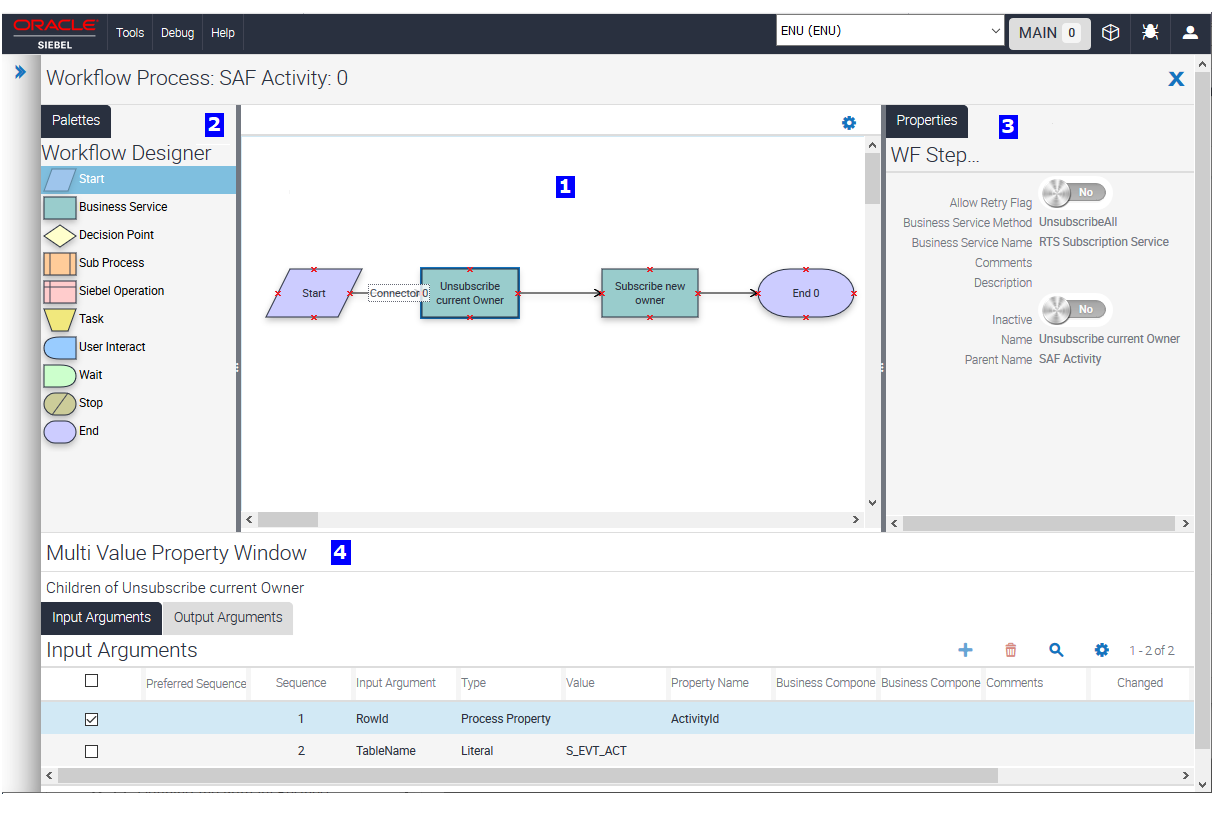 ORACLE
SIEBEL
Tools Debug Help
ENU (ENU)
MAIN 0
Workflow Process: SAF Activity: 0
X
Palettes
2
Workflow Designer
Start
Business Service
Decision Point
Sub Process
Siebel Operation
Task
User Interact
Wait
Stop
End
1
Start
Connector 0
Unsubscribe
current Owner
Subscribe new
owner
End 0
Properties
3
WF Step...
Allow Retry Flag No
Business Service Method UnsubscribeAll
Business Service Name RTS Subscription Service
Comments
Description
Inactive No
Name Unsubscribe current Owner
Parent Name SAF Activity
Multi Value Property Window 4
Children of Unsubscribe current Owner
Input Arguments Output Arguments
Input Arguments 1 - 2 of 2
Preferred Sequence Sequence Input Argument Type Value Property Name Business Compone Business Compone Comments Changed
1 RowId Process Property ActivityId
2 TableName Literal S_EVT_ACT